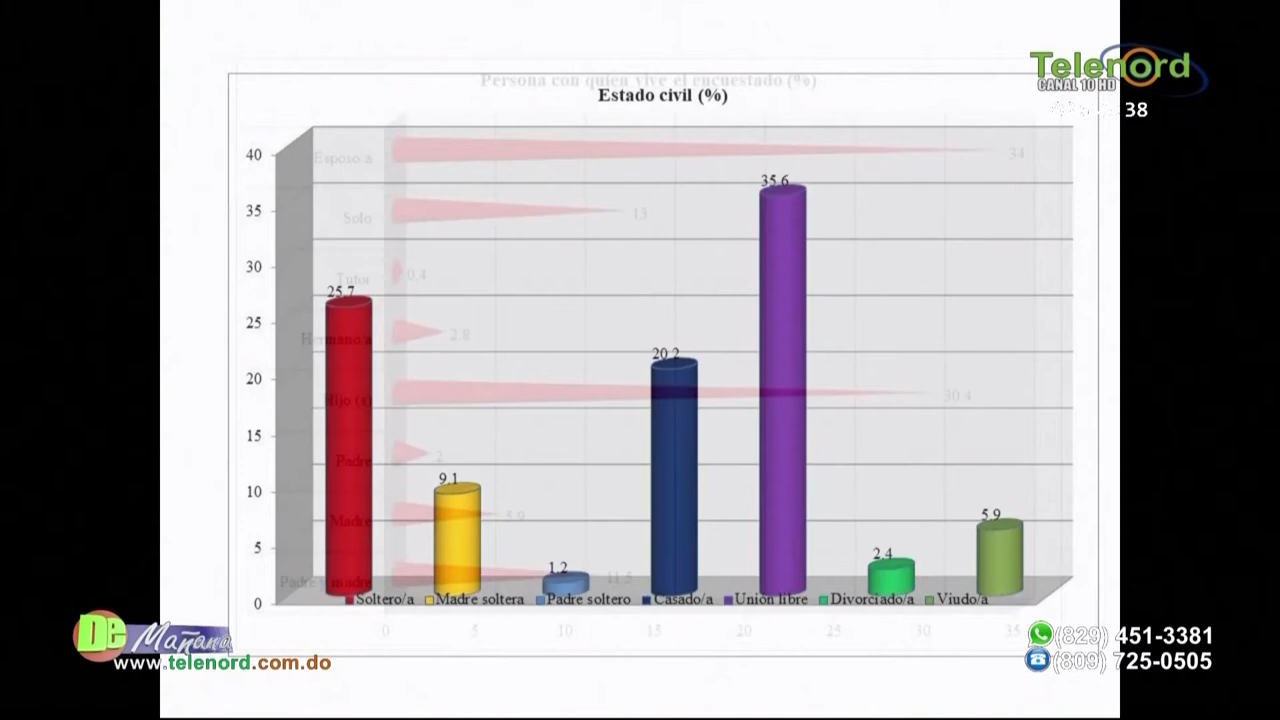 Telenord
CANAL 10 HD
38
Persona con quien vive el encuestado (%)
Estado civil (%)
40
35
30
25
20
15
10
5
0
Esposo a
34
Solo
13
Tutor
0.4
Hermano/a
2.8
Hijo (s)
30.4
Padre
2
Madre
5.9
Padre y madre
11.5
25.7
9.1
1.2
20.2
35.6
2.4
5.9
Soltero/a Madre soltera Padre soltero Casado/a Unión libre Divorciado/a Viudo/a
0 5 10 15 20 25 30 35
De Mañana
www.telenord.com.do
(829) 451-3381
(809) 725-0505